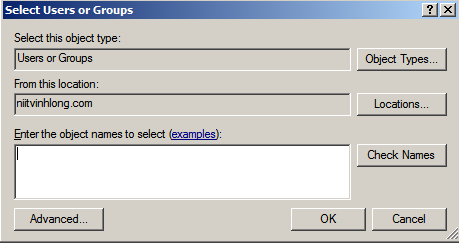 Select Users or Groups
Select this object type:
Users or Groups
Object Types...
From this location:
niitvinhlong.com
Locations...
Enter the object names to select (examples):
Check Names
Advanced...
OK
Cancel